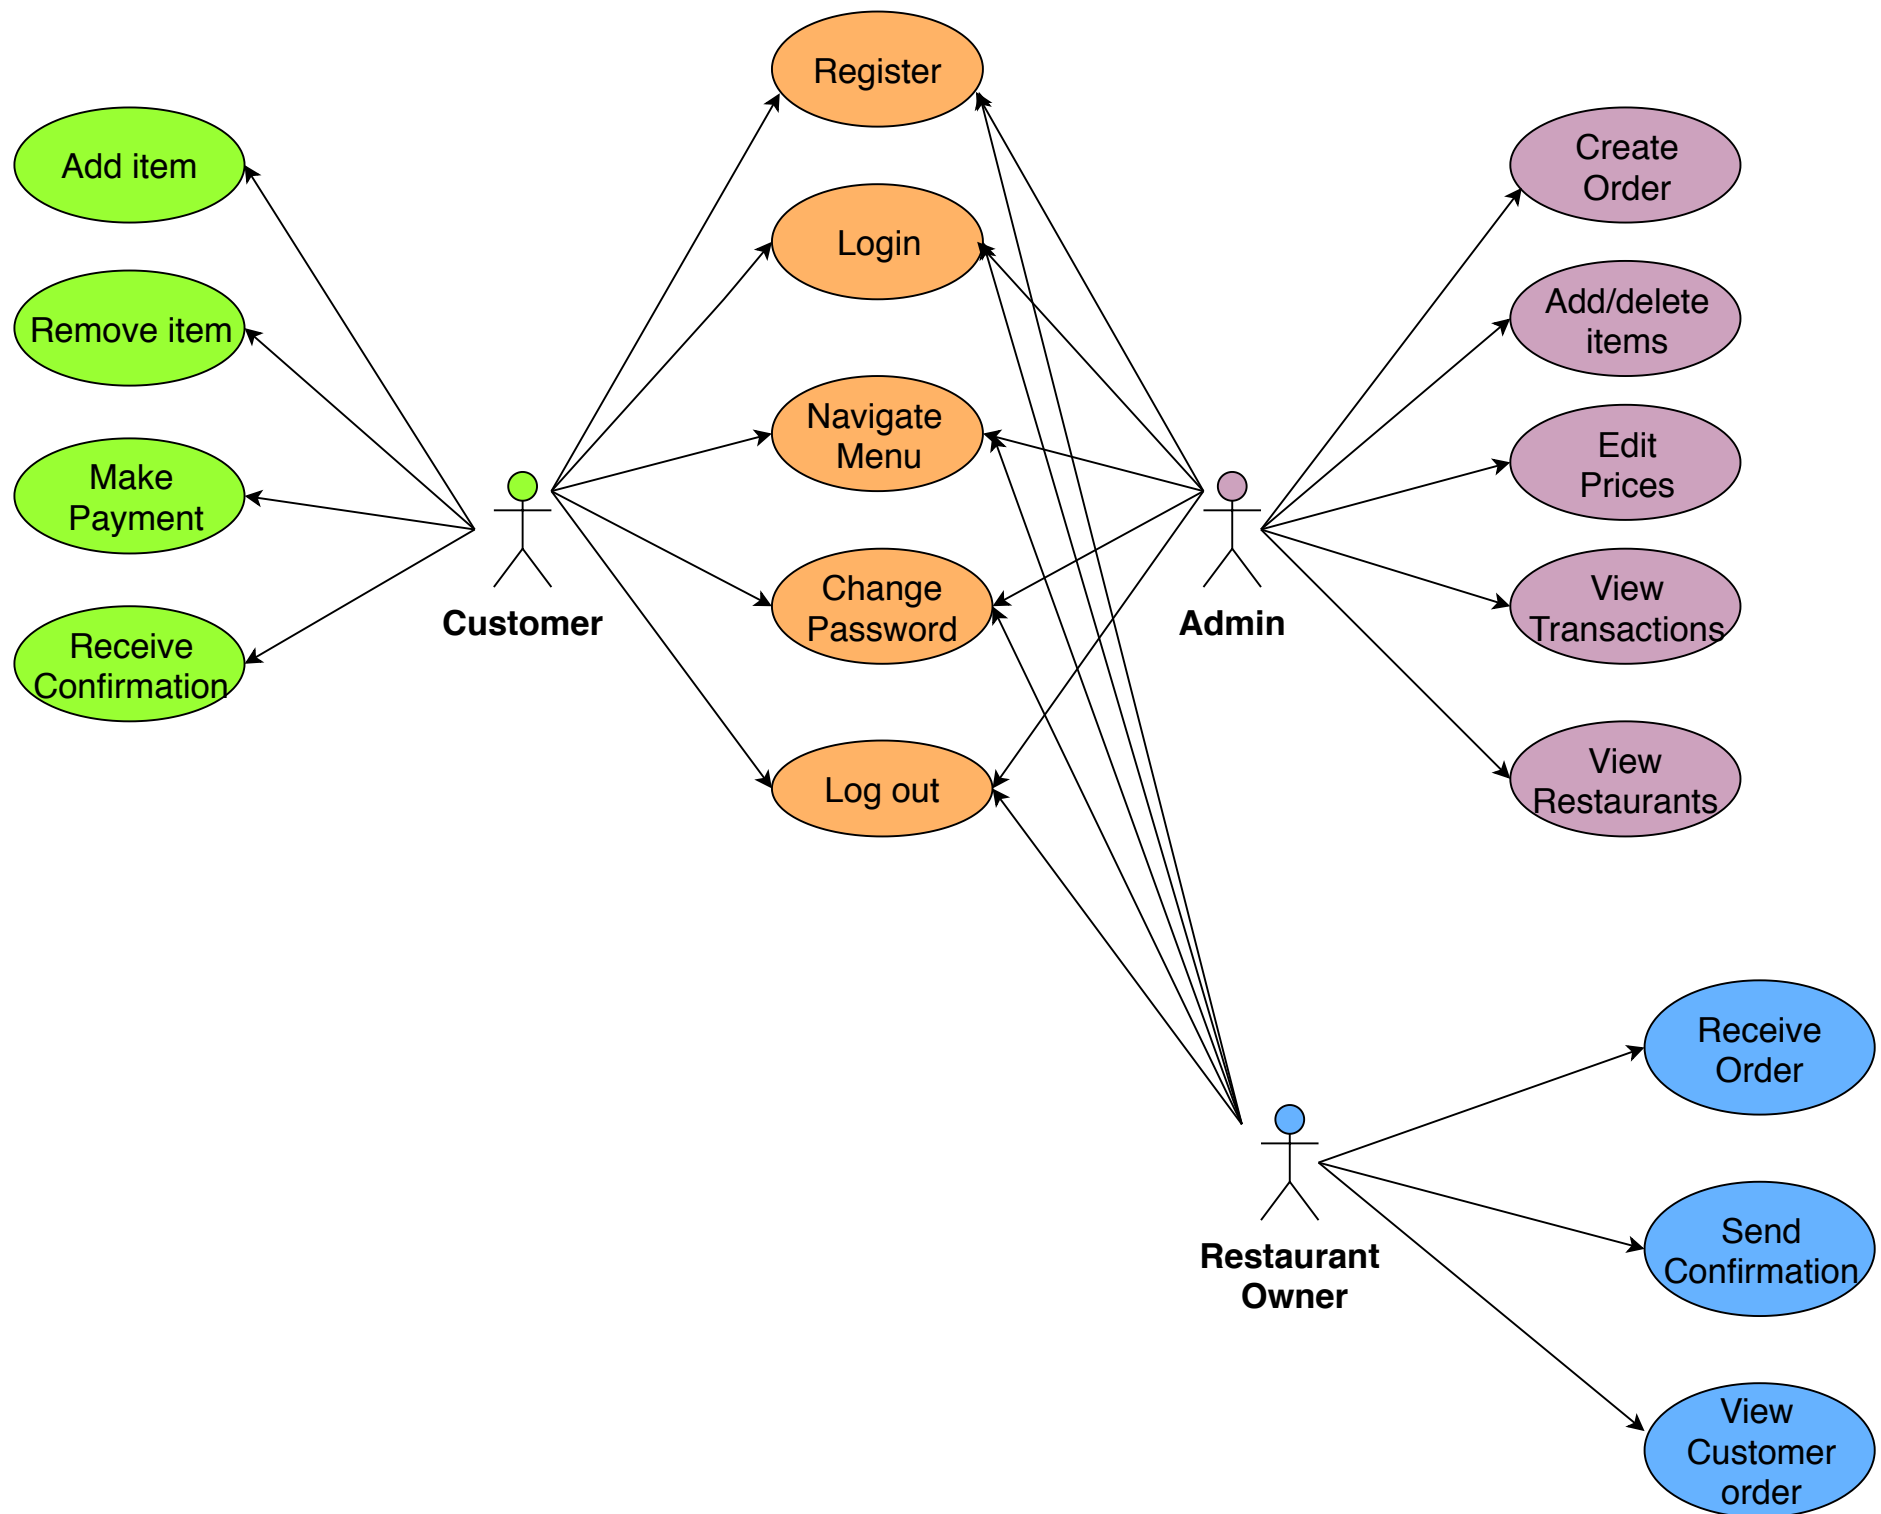 Register
Add item
Create
Order
Login
Remove item
Add/delete
items
Navigate
Menu
Edit
Prices
Make
Payment
Change
Password
View
Transactions
Customer
Admin
Receive
Confirmation
Log out
View
Restaurants
Receive
Order
Send
Confirmation
Restaurant
Owner
View
Customer
order